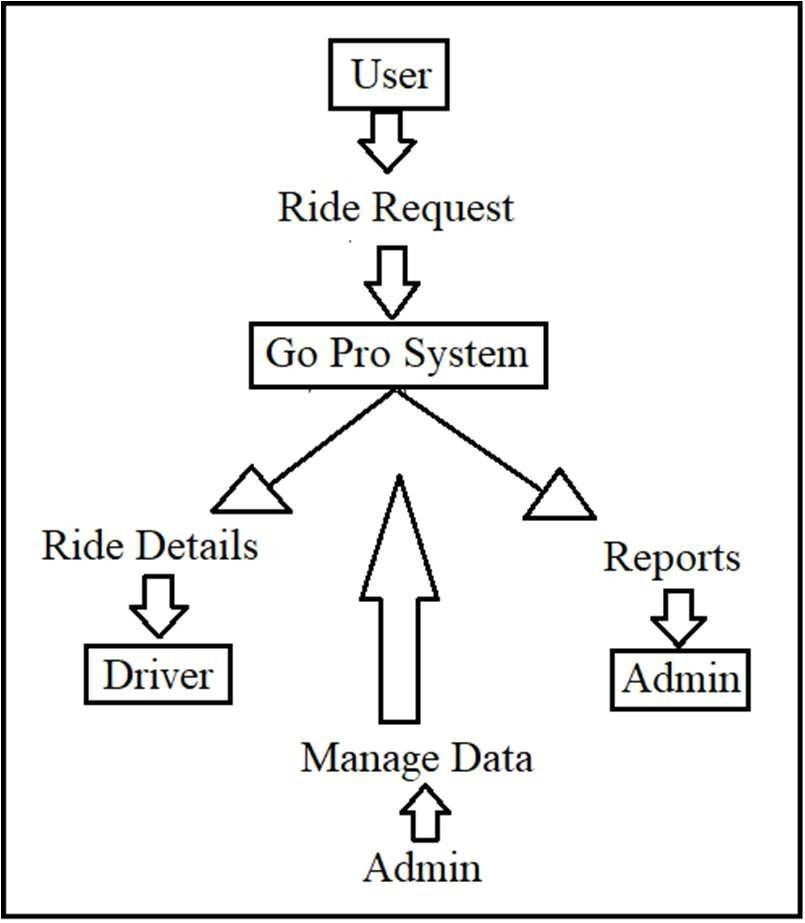 User
Ride Request
Go Pro System
Ride Details
Reports
Driver
Admin
Manage Data
Admin